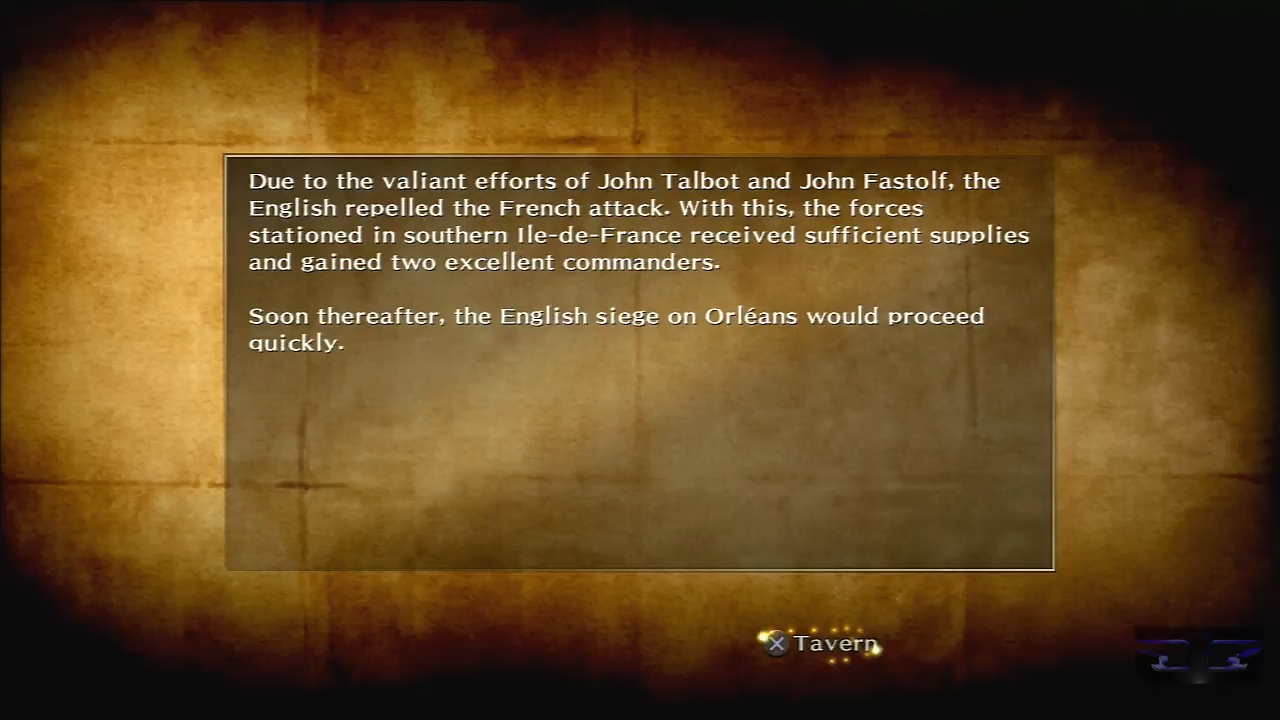 Due to the valiant efforts of John Talbot and John Fastolf, the
English repelled the French attack. With this, the forces
stationed in southern Ile-de-France received sufficient supplies
and gained two excellent commanders.
Soon thereafter, the English siege on Orléans would proceed
quickly.
Tavern